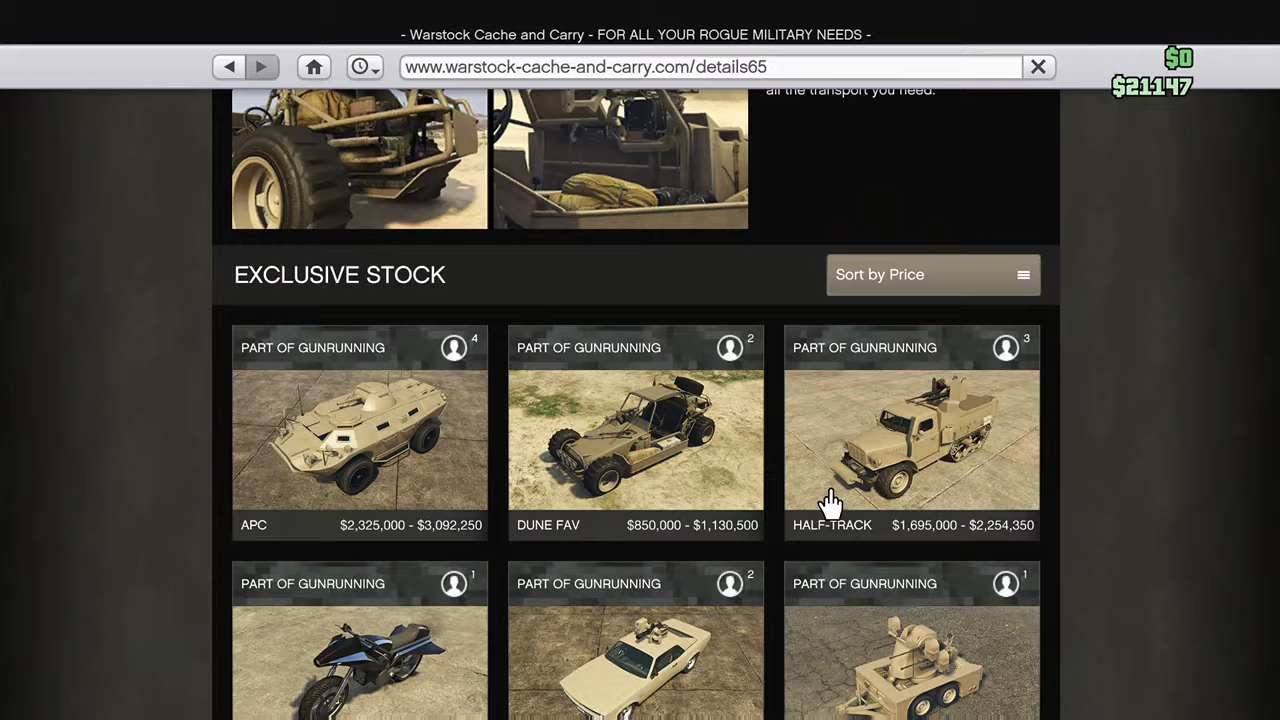 - Warstock Cache and Carry - FOR ALL YOUR ROGUE MILITARY NEEDS -
www.warstock-cache-and-carry.com/details65
$0
$21147
all the transport you need.
EXCLUSIVE STOCK
Sort by Price
PART OF GUNRUNNING 4
PART OF GUNRUNNING 2
PART OF GUNRUNNING 3
APC $2,325,000 - $3,092,250
DUNE FAV $850,000 - $1,130,500
HALF-TRACK $1,695,000 - $2,254,350
PART OF GUNRUNNING 1
PART OF GUNRUNNING 2
PART OF GUNRUNNING 1